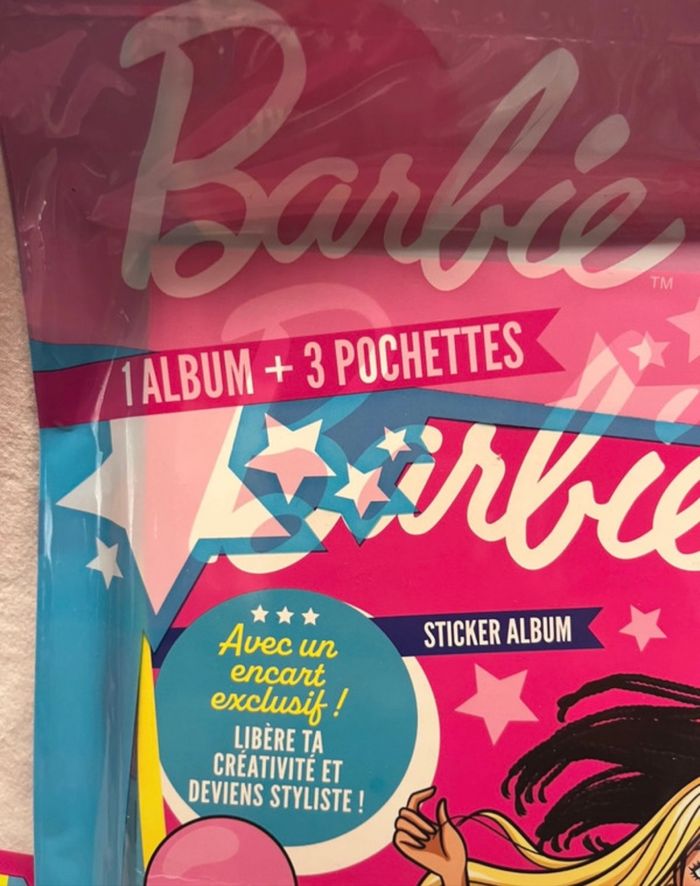 Barbie
TM
1 ALBUM + 3 POCHETTES
Barbie
STICKER ALBUM
Avec un
encart
exclusif !
LIBÈRE TA
CRÉATIVITÉ ET
DEVIENS STYLISTE !